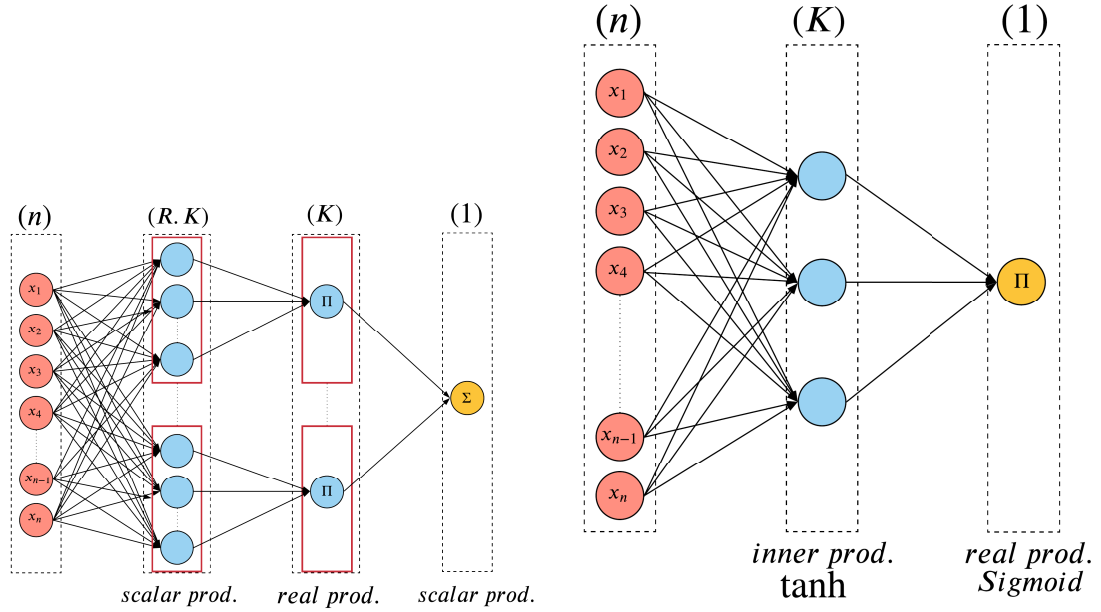 (n)
(R.K)
(K)
(1)
x₁
x₂
x₃
x₄
xₙ₋₁
xₙ
Π
Π
Σ
scalar prod.
real prod.
scalar prod.
(n)
(K)
(1)
x₁
x₂
x₃
x₄
xₙ₋₁
xₙ
Π
inner prod.
tanh
real prod.
Sigmoid